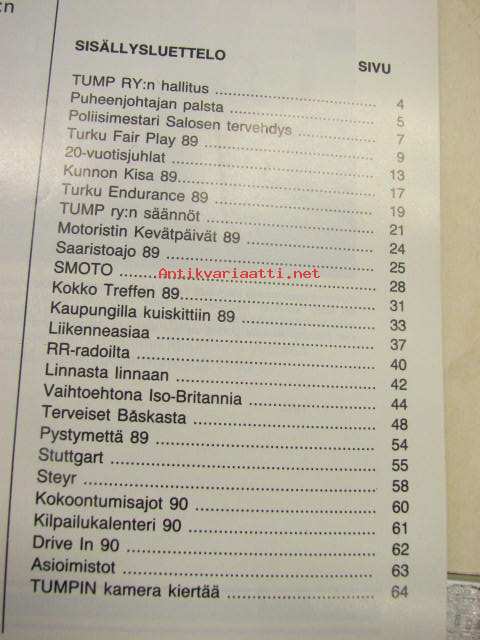 :n
SISÄLLYSLUETTELO SIVU
TUMP RY:n hallitus 4
Puheenjohtajan palsta 5
Poliisimestari Salosen tervehdys 7
Turku Fair Play 89 9
20-vuotisjuhlat 13
Kunnon Kisa 89 17
Turku Endurance 89 19
TUMP ry:n säännöt 21
Motoristin Kevätpäivät 89 24
Saaristoajo 89 25
Antikvariaatti.net
SMOTO 28
Kokko Treffen 89 31
Kaupungilla kuiskittiin 89 33
Liikenneasiaa 37
RR-radoilta 40
Linnasta linnaan 42
Vaihtoehtona Iso-Britannia 44
Terveiset Båskasta 48
Pystymettä 89 54
Stuttgart 55
Steyr 58
Kokoontumisajot 90 60
Kilpailukalenteri 90 61
Drive In 90 62
Asioimistot 63
TUMPIN kamera kiertää 64